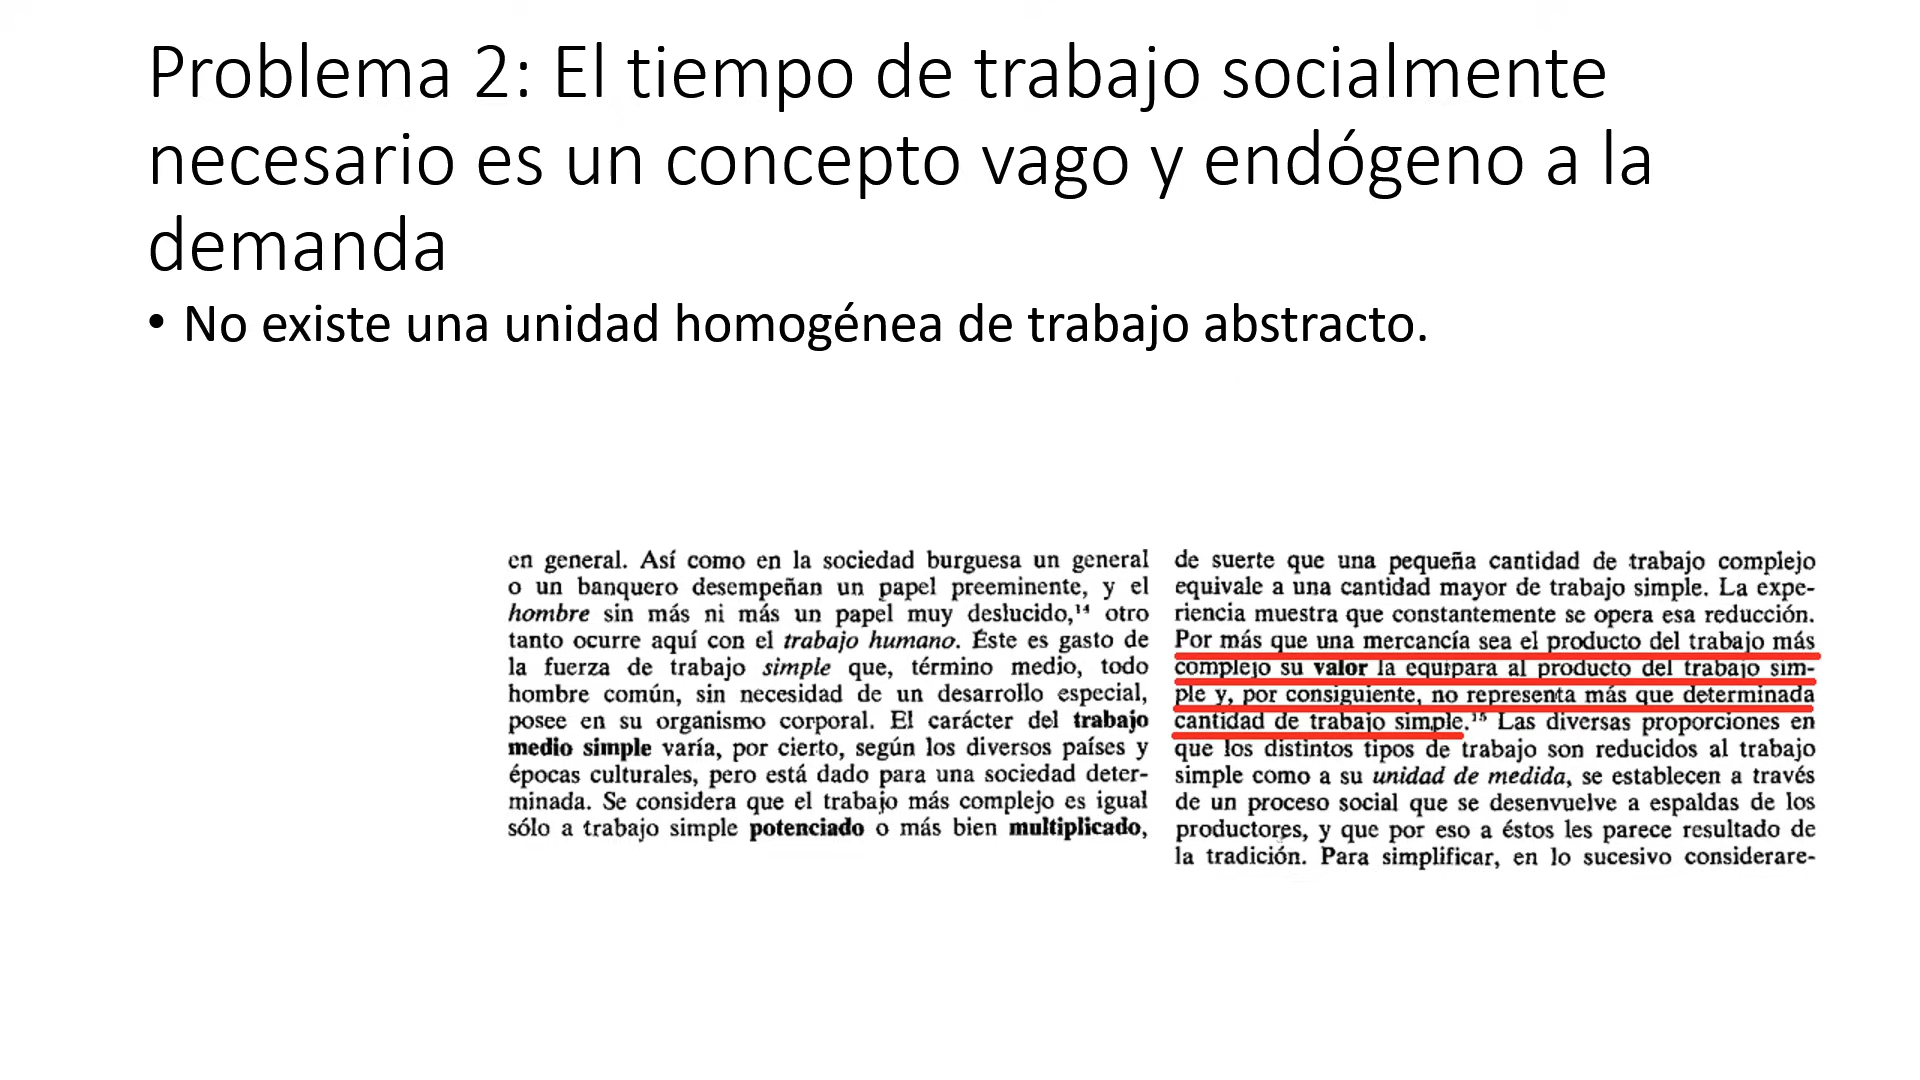 Problema 2: El tiempo de trabajo socialmente
necesario es un concepto vago y endógeno a la
demanda
• No existe una unidad homogénea de trabajo abstracto.
en general. Así como en la sociedad burguesa un general
o un banquero desempeñan un papel preeminente, y el
hombre sin más ni más un papel muy deslucido,¹⁴ otro
tanto ocurre aquí con el trabajo humano. Éste es gasto de
la fuerza de trabajo simple que, término medio, todo
hombre común, sin necesidad de un desarrollo especial,
posee en su organismo corporal. El carácter del trabajo
medio simple varía, por cierto, según los diversos países y
épocas culturales, pero está dado para una sociedad deter-
minada. Se considera que el trabajo más complejo es igual
sólo a trabajo simple potenciado o más bien multiplicado,
de suerte que una pequeña cantidad de trabajo complejo
equivale a una cantidad mayor de trabajo simple. La expe-
riencia muestra que constantemente se opera esa reducción.
Por más que una mercancía sea el producto del trabajo más
complejo su valor la equipara al producto del trabajo sim-
ple y, por consiguiente, no representa más que determinada
cantidad de trabajo simple.¹⁵ Las diversas proporciones en
que los distintos tipos de trabajo son reducidos al trabajo
simple como a su unidad de medida, se establecen a través
de un proceso social que se desenvuelve a espaldas de los
productores, y que por eso a éstos les parece resultado de
la tradición. Para simplificar, en lo sucesivo considerare-